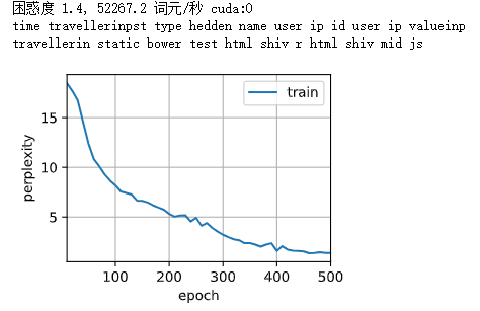 困惑度 1.4, 52267.2 词元/秒 cuda:0
time travellerinpst type hedden name user ip id user ip valueinp
travellerin static bower test html shiv r html shiv mid js
train
perplexity
15
10
5
100 200 300 400 500
epoch